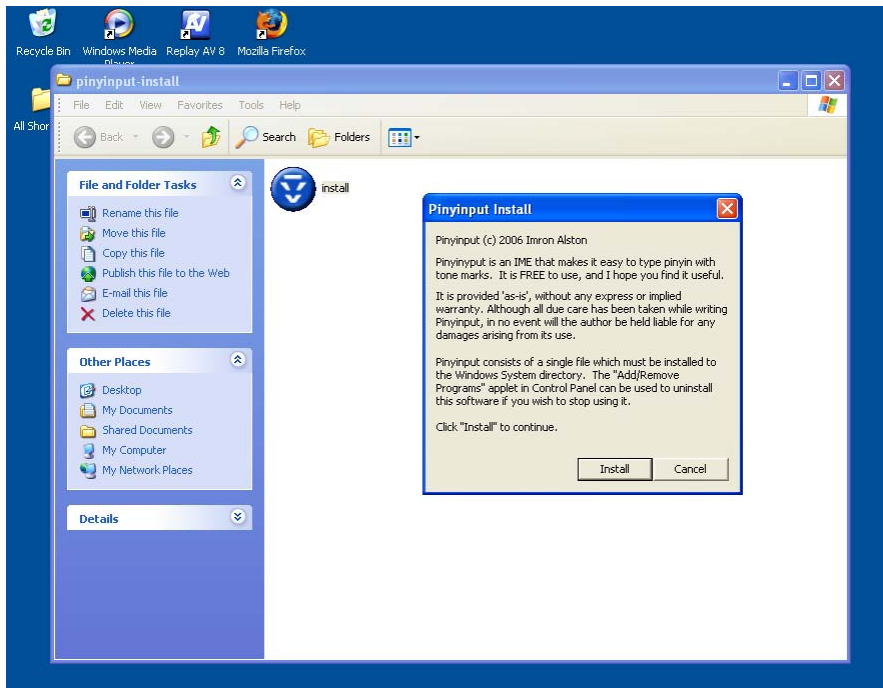 Recycle Bin
Windows Media
Player
Replay AV 8
Mozilla Firefox
All Shor
pinyinput-install
File Edit View Favorites Tools Help
Back Search Folders
File and Folder Tasks
Rename this file
Move this file
Copy this file
Publish this file to the Web
E-mail this file
Delete this file
Other Places
Desktop
My Documents
Shared Documents
My Computer
My Network Places
Details
install
Pinyinput Install
Pinyinput (c) 2006 Imron Alston
Pinyinyput is an IME that makes it easy to type pinyin with
tone marks. It is FREE to use, and I hope you find it useful.
It is provided 'as-is', without any express or implied
warranty. Although all due care has been taken while writing
Pinyinput, in no event will the author be held liable for any
damages arising from its use.
Pinyinput consists of a single file which must be installed to
the Windows System directory. The "Add/Remove
Programs" applet in Control Panel can be used to uninstall
this software if you wish to stop using it.
Click "Install" to continue.
Install Cancel